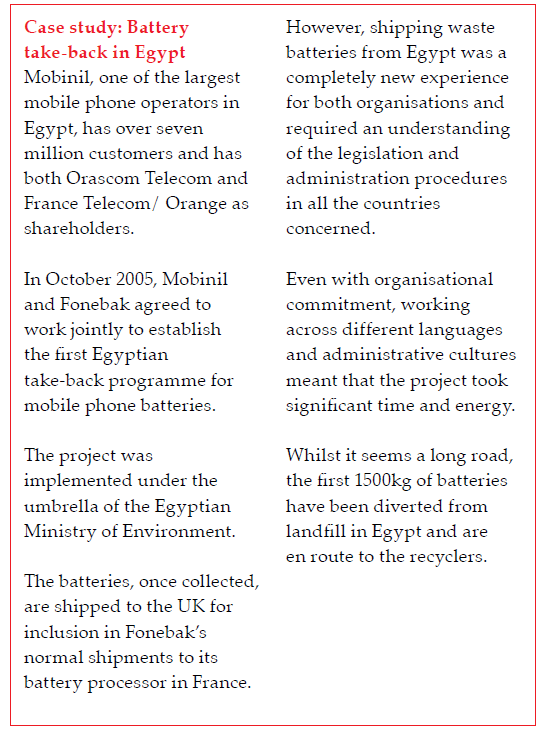 Case study: Battery
take-back in Egypt
Mobinil, one of the largest
mobile phone operators in
Egypt, has over seven
million customers and has
both Orascom Telecom and
France Telecom/ Orange as
shareholders.
In October 2005, Mobinil
and Fonebak agreed to
work jointly to establish
the first Egyptian
take-back programme for
mobile phone batteries.
The project was
implemented under the
umbrella of the Egyptian
Ministry of Environment.
The batteries, once collected,
are shipped to the UK for
inclusion in Fonebak’s
normal shipments to its
battery processor in France.
However, shipping waste
batteries from Egypt was a
completely new experience
for both organisations and
required an understanding
of the legislation and
administration procedures
in all the countries
concerned.
Even with organisational
commitment, working
across different languages
and administrative cultures
meant that the project took
significant time and energy.
Whilst it seems a long road,
the first 1500kg of batteries
have been diverted from
landfill in Egypt and are
en route to the recyclers.